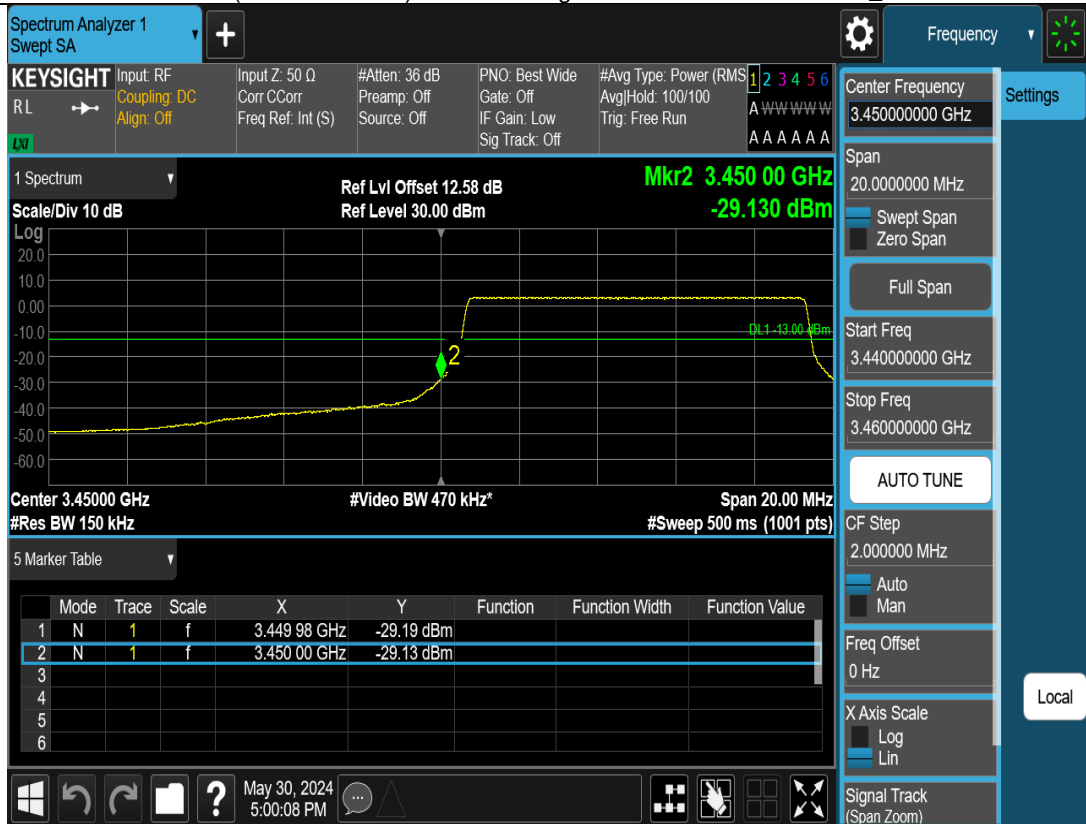 Spectrum Analyzer 1
Swept SA
+
Frequency
KEYSIGHT
RL
LXI
Input: RF
Coupling: DC
Align: Off
Input Z: 50 Ω
Corr CCorr
Freq Ref: Int (S)
#Atten: 36 dB
Preamp: Off
Source: Off
PNO: Best Wide
Gate: Off
IF Gain: Low
Sig Track: Off
#Avg Type: Power (RMS
Avg|Hold: 100/100
Trig: Free Run
1 2 3 4 5 6
A W W W W W
A A A A A A
1 Spectrum
Scale/Div 10 dB
Ref Lvl Offset 12.58 dB
Ref Level 30.00 dBm
Mkr2 3.450 00 GHz
-29.130 dBm
Log
20.0
10.0
0.00
-10.0
-20.0
-30.0
-40.0
-50.0
-60.0
DL1 -13.00 dBm
2
Center 3.45000 GHz
#Video BW 470 kHz*
Span 20.00 MHz
#Res BW 150 kHz
#Sweep 500 ms (1001 pts)
5 Marker Table
Mode Trace Scale X Y Function Function Width Function Value
1 N 1 f 3.449 98 GHz -29.19 dBm
2 N 1 f 3.450 00 GHz -29.13 dBm
3
4
5
6
?
May 30, 2024
5:00:08 PM
Center Frequency
3.450000000 GHz
Settings
Span
20.0000000 MHz
Swept Span
Zero Span
Full Span
Start Freq
3.440000000 GHz
Stop Freq
3.460000000 GHz
AUTO TUNE
CF Step
2.000000 MHz
Auto
Man
Freq Offset
0 Hz
Local
X Axis Scale
Log
Lin
Signal Track
(Span Zoom)